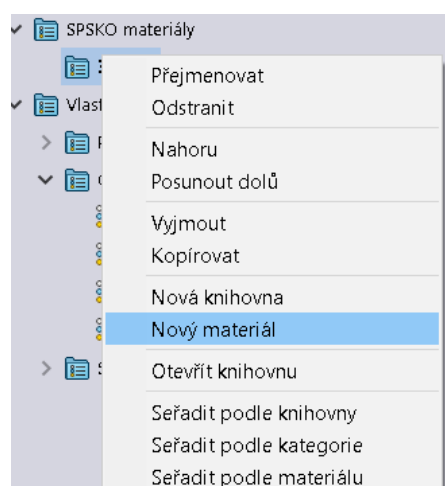 SPSKO materiály
Přejmenovat
Odstranit
Nahoru
Posunout dolů
Vyjmout
Kopírovat
Nová knihovna
Nový materiál
Otevřít knihovnu
Seřadit podle knihovny
Seřadit podle kategorie
Seřadit podle materiálu